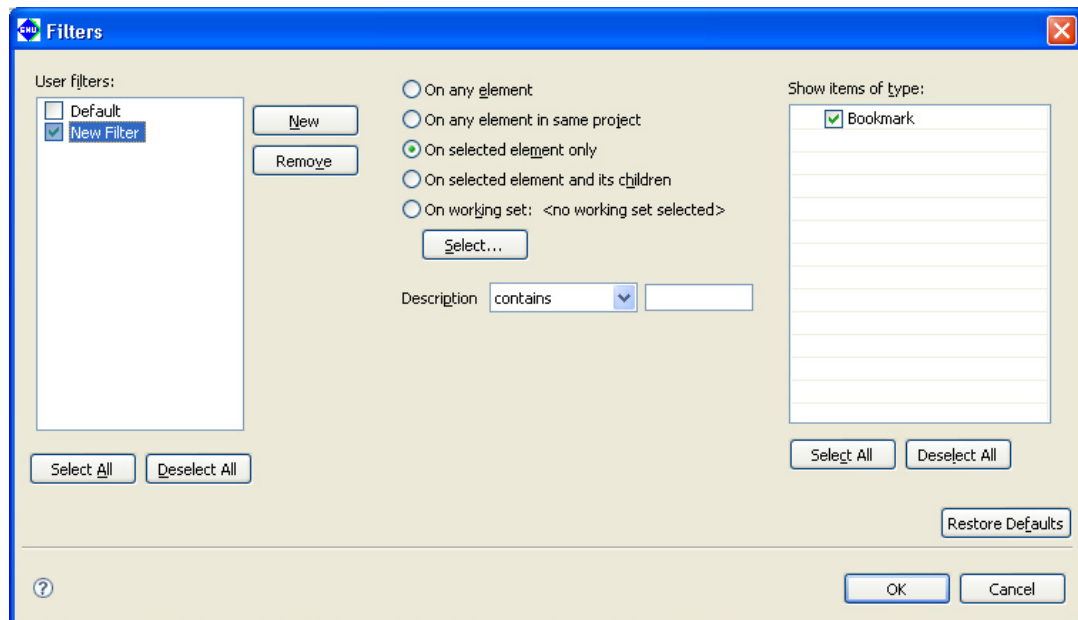 GNU Filters
User filters:
Default
New Filter
New
Remove
Select All
Deselect All
On any element
On any element in same project
On selected element only
On selected element and its children
On working set: <no working set selected>
Select...
Description contains
Show items of type:
Bookmark
Select All
Deselect All
Restore Defaults
?
OK
Cancel